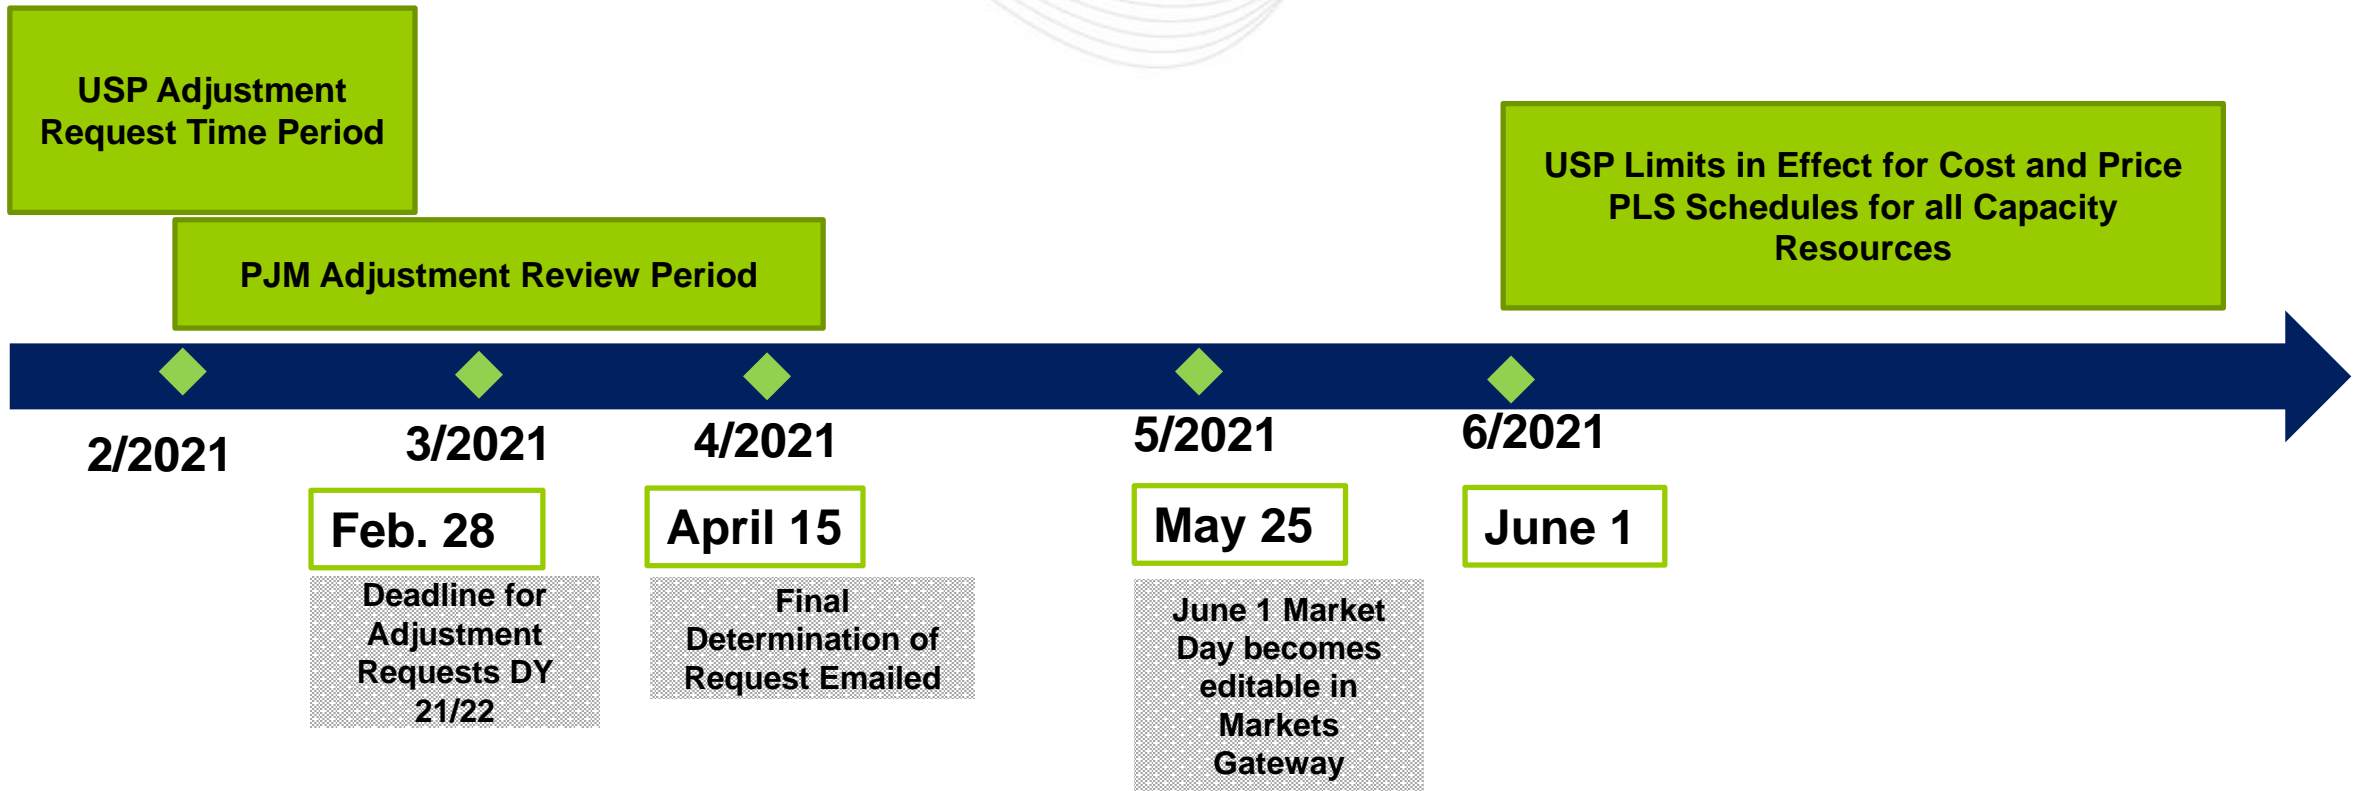 USP Adjustment
Request Time Period
PJM Adjustment Review Period
USP Limits in Effect for Cost and Price
PLS Schedules for all Capacity
Resources
2/2021
3/2021
4/2021
5/2021
6/2021
Feb. 28
April 15
May 25
June 1
Deadline for
Adjustment
Requests DY
21/22
Final
Determination of
Request Emailed
June 1 Market
Day becomes
editable in
Markets
Gateway